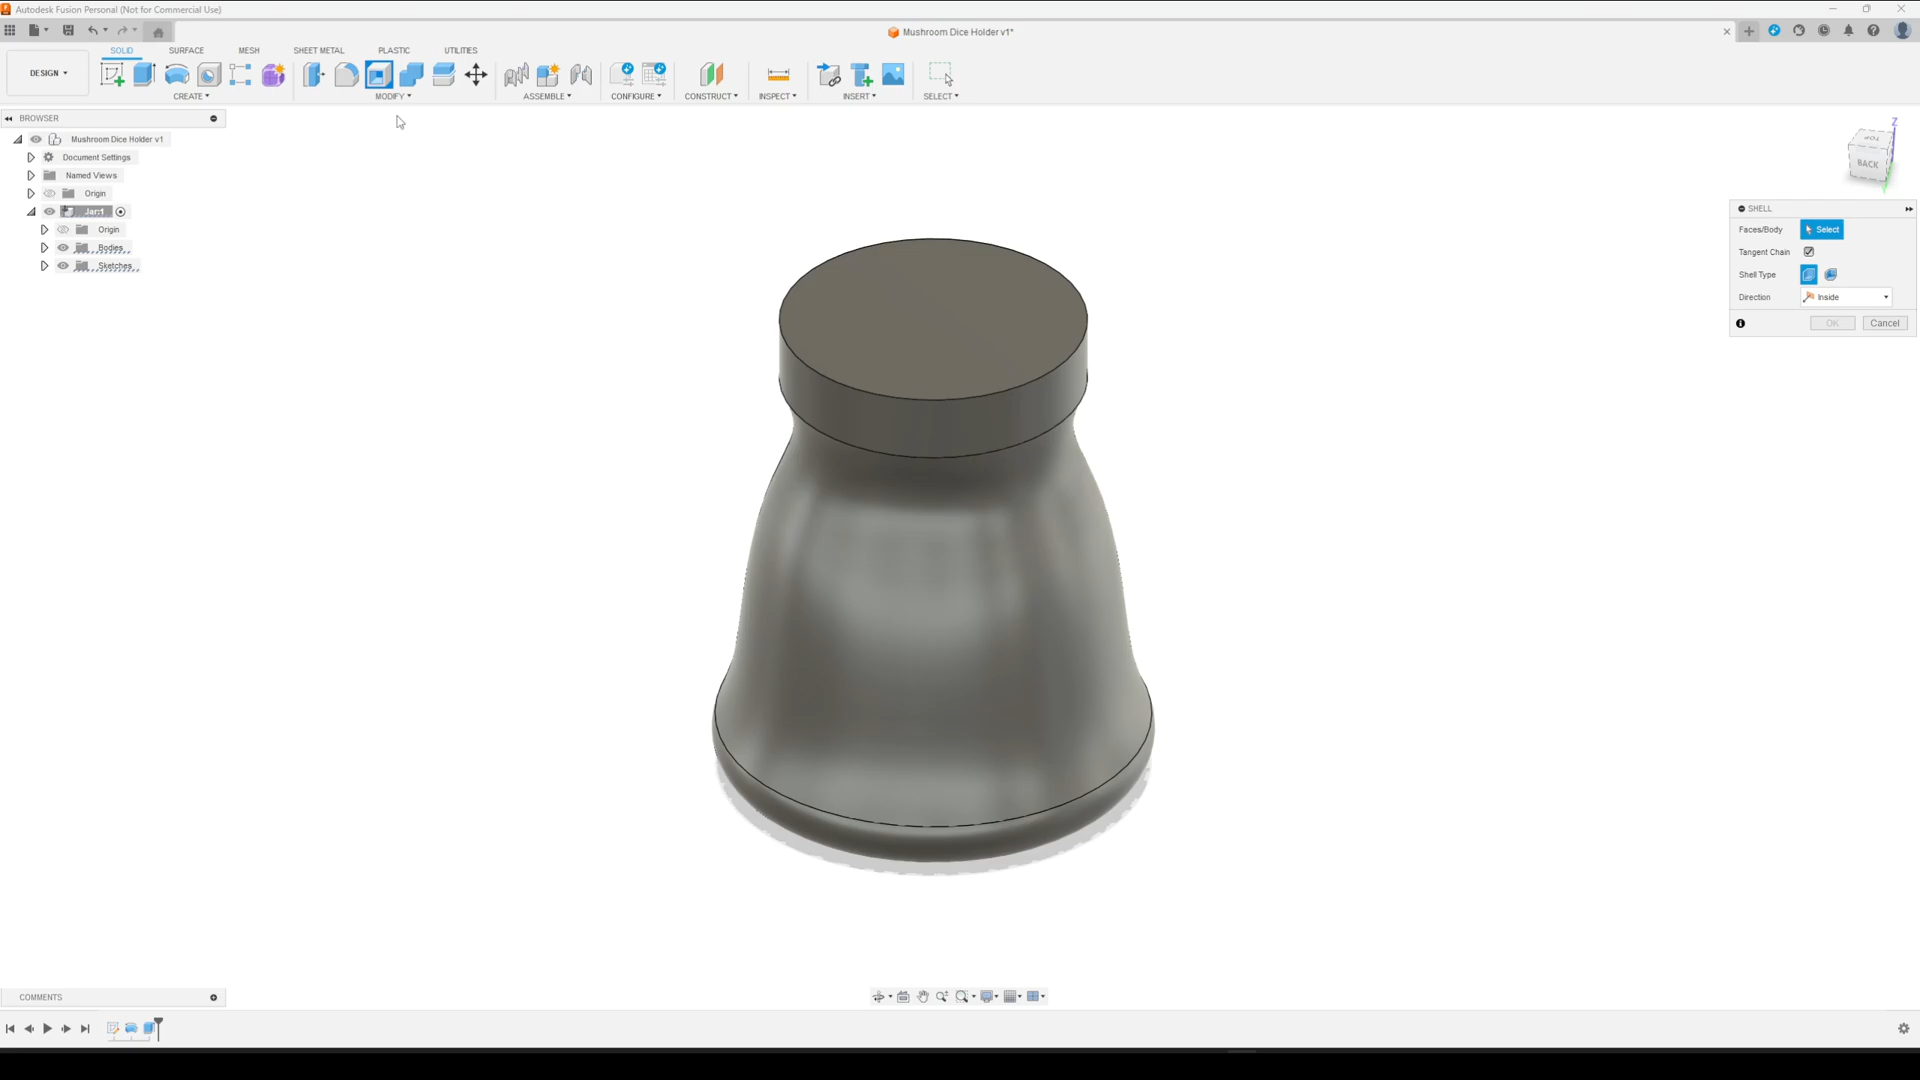 Autodesk Fusion Personal (Not for Commercial Use)
Mushroom Dice Holder v1*
SOLID SURFACE MESH SHEET METAL PLASTIC UTILITIES
DESIGN
CREATE MODIFY ASSEMBLE CONFIGURE CONSTRUCT INSPECT INSERT SELECT
BROWSER
Mushroom Dice Holder v1
Document Settings
Named Views
Origin
Jar:1
Origin
Bodies
Sketches
Z
TOP
BACK
SHELL
Faces/Body Select
Tangent Chain
Shell Type
Direction Inside
OK Cancel
COMMENTS